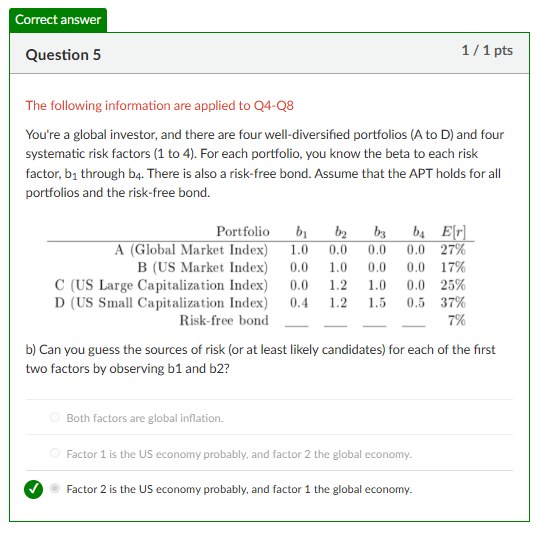 Correct answer
Question 5
1 / 1 pts
The following information are applied to Q4-Q8
You're a global investor, and there are four well-diversified portfolios (A to D) and four
systematic risk factors (1 to 4). For each portfolio, you know the beta to each risk
factor, b₁ through b₄. There is also a risk-free bond. Assume that the APT holds for all
portfolios and the risk-free bond.
Portfolio b₁ b₂ b₃ b₄ E[r]
A (Global Market Index) 1.0 0.0 0.0 0.0 27%
B (US Market Index) 0.0 1.0 0.0 0.0 17%
C (US Large Capitalization Index) 0.0 1.2 1.0 0.0 25%
D (US Small Capitalization Index) 0.4 1.2 1.5 0.5 37%
Risk-free bond __ __ __ __ 7%
b) Can you guess the sources of risk (or at least likely candidates) for each of the first
two factors by observing b1 and b2?
Both factors are global inflation.
Factor 1 is the US economy probably, and factor 2 the global economy.
Factor 2 is the US economy probably, and factor 1 the global economy.